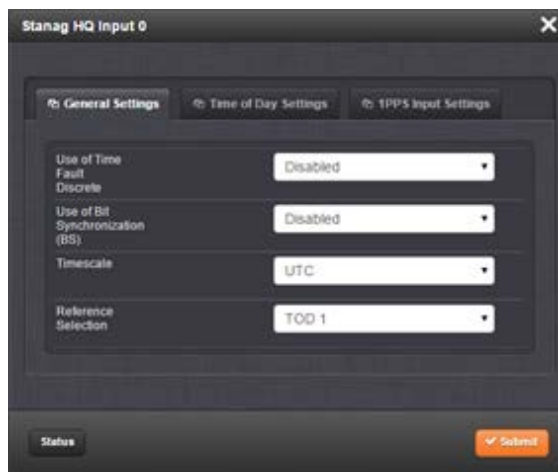 Stanag HQ Input 0
General Settings
Time of Day Settings
1PPS Input Settings
Use of Time
Fault
Discrete
Disabled
Use of Bit
Synchronization
(BS)
Disabled
Timescale
UTC
Reference
Selection
TOD 1
Status
Submit